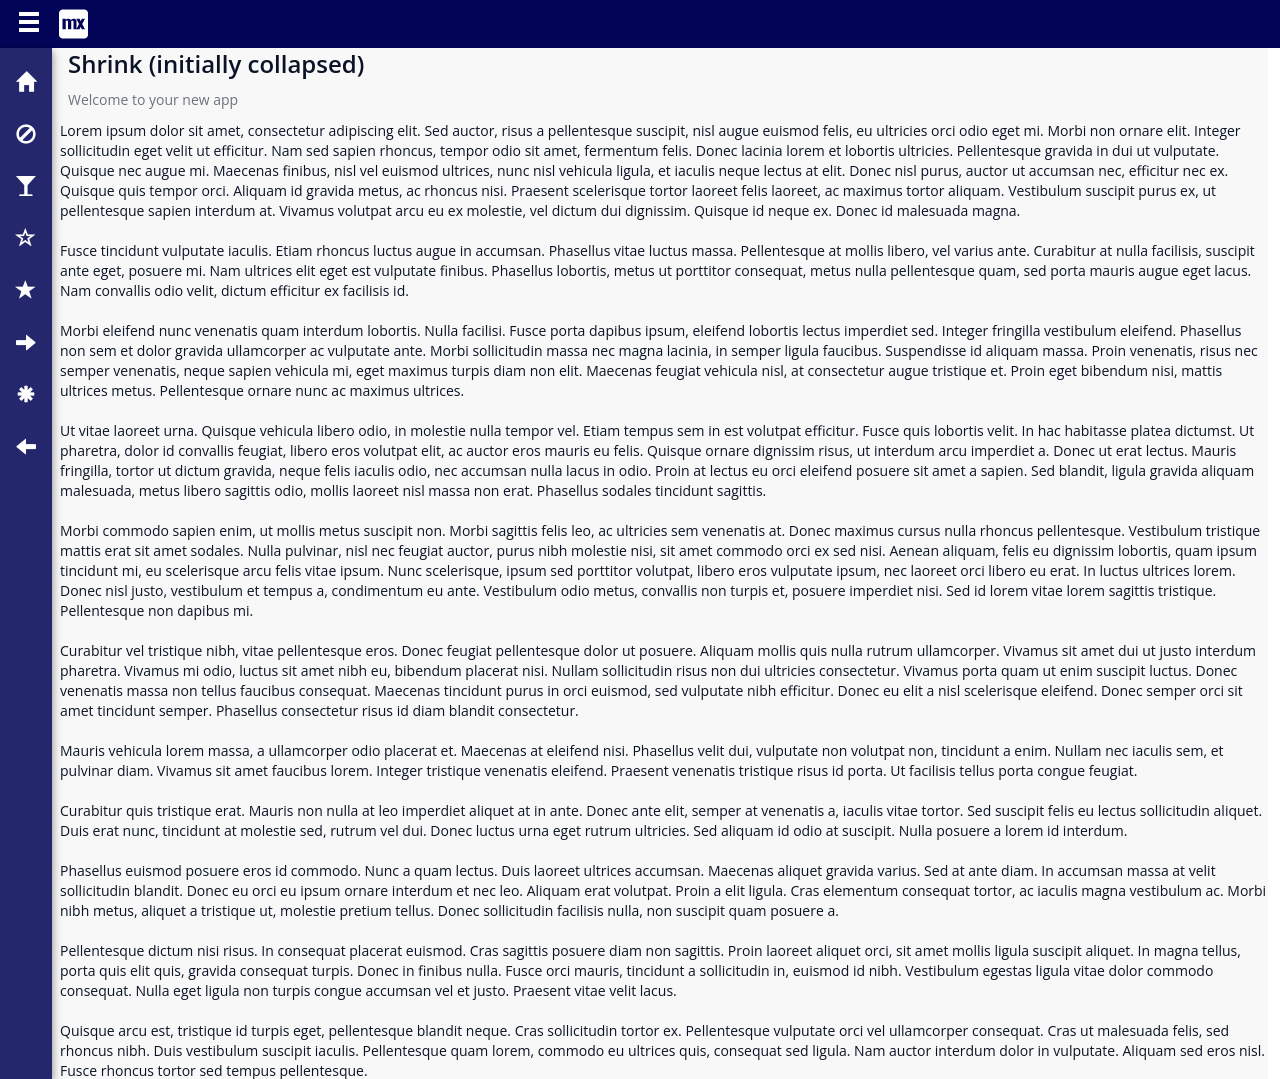 mx
Shrink (initially collapsed)
Welcome to your new app
Lorem ipsum dolor sit amet, consectetur adipiscing elit. Sed auctor, risus a pellentesque suscipit, nisl augue euismod felis, eu ultricies orci odio eget mi. Morbi non ornare elit. Integer
sollicitudin eget velit ut efficitur. Nam sed sapien rhoncus, tempor odio sit amet, fermentum felis. Donec lacinia lorem et lobortis ultricies. Pellentesque gravida in dui ut vulputate.
Quisque nec augue mi. Maecenas finibus, nisl vel euismod ultrices, nunc nisl vehicula ligula, et iaculis neque lectus at elit. Donec nisl purus, auctor ut accumsan nec, efficitur nec ex.
Quisque quis tempor orci. Aliquam id gravida metus, ac rhoncus nisi. Praesent scelerisque tortor laoreet felis laoreet, ac maximus tortor aliquam. Vestibulum suscipit purus ex, ut
pellentesque sapien interdum at. Vivamus volutpat arcu eu ex molestie, vel dictum dui dignissim. Quisque id neque ex. Donec id malesuada magna.
Fusce tincidunt vulputate iaculis. Etiam rhoncus luctus augue in accumsan. Phasellus vitae luctus massa. Pellentesque at mollis libero, vel varius ante. Curabitur at nulla facilisis, suscipit
ante eget, posuere mi. Nam ultrices elit eget est vulputate finibus. Phasellus lobortis, metus ut porttitor consequat, metus nulla pellentesque quam, sed porta mauris augue eget lacus.
Nam convallis odio velit, dictum efficitur ex facilisis id.
Morbi eleifend nunc venenatis quam interdum lobortis. Nulla facilisi. Fusce porta dapibus ipsum, eleifend lobortis lectus imperdiet sed. Integer fringilla vestibulum eleifend. Phasellus
non sem et dolor gravida ullamcorper ac vulputate ante. Morbi sollicitudin massa nec magna lacinia, in semper ligula faucibus. Suspendisse id aliquam massa. Proin venenatis, risus nec
semper venenatis, neque sapien vehicula mi, eget maximus turpis diam non elit. Maecenas feugiat vehicula nisl, at consectetur augue tristique et. Proin eget bibendum nisi, mattis
ultrices metus. Pellentesque ornare nunc ac maximus ultrices.
Ut vitae laoreet urna. Quisque vehicula libero odio, in molestie nulla tempor vel. Etiam tempus sem in est volutpat efficitur. Fusce quis lobortis velit. In hac habitasse platea dictumst. Ut
pharetra, dolor id convallis feugiat, libero eros volutpat elit, ac auctor eros mauris eu felis. Quisque ornare dignissim risus, ut interdum arcu imperdiet a. Donec ut erat lectus. Mauris
fringilla, tortor ut dictum gravida, neque felis iaculis odio, nec accumsan nulla lacus in odio. Proin at lectus eu orci eleifend posuere sit amet a sapien. Sed blandit, ligula gravida aliquam
malesuada, metus libero sagittis odio, mollis laoreet nisl massa non erat. Phasellus sodales tincidunt sagittis.
Morbi commodo sapien enim, ut mollis metus suscipit non. Morbi sagittis felis leo, ac ultricies sem venenatis at. Donec maximus cursus nulla rhoncus pellentesque. Vestibulum tristique
mattis erat sit amet sodales. Nulla pulvinar, nisl nec feugiat auctor, purus nibh molestie nisi, sit amet commodo orci ex sed nisi. Aenean aliquam, felis eu dignissim lobortis, quam ipsum
tincidunt mi, eu scelerisque arcu felis vitae ipsum. Nunc scelerisque, ipsum sed porttitor volutpat, libero eros vulputate ipsum, nec laoreet orci libero eu erat. In luctus ultrices lorem.
Donec nisl justo, vestibulum et tempus a, condimentum eu ante. Vestibulum odio metus, convallis non turpis et, posuere imperdiet nisi. Sed id lorem vitae lorem sagittis tristique.
Pellentesque non dapibus mi.
Curabitur vel tristique nibh, vitae pellentesque eros. Donec feugiat pellentesque dolor ut posuere. Aliquam mollis quis nulla rutrum ullamcorper. Vivamus sit amet dui ut justo interdum
pharetra. Vivamus mi odio, luctus sit amet nibh eu, bibendum placerat nisi. Nullam sollicitudin risus non dui ultricies consectetur. Vivamus porta quam ut enim suscipit luctus. Donec
venenatis massa non tellus faucibus consequat. Maecenas tincidunt purus in orci euismod, sed vulputate nibh efficitur. Donec eu elit a nisl scelerisque eleifend. Donec semper orci sit
amet tincidunt semper. Phasellus consectetur risus id diam blandit consectetur.
Mauris vehicula lorem massa, a ullamcorper odio placerat et. Maecenas at eleifend nisi. Phasellus velit dui, vulputate non volutpat non, tincidunt a enim. Nullam nec iaculis sem, et
pulvinar diam. Vivamus sit amet faucibus lorem. Integer tristique venenatis eleifend. Praesent venenatis tristique risus id porta. Ut facilisis tellus porta congue feugiat.
Curabitur quis tristique erat. Mauris non nulla at leo imperdiet aliquet at in ante. Donec ante elit, semper at venenatis a, iaculis vitae tortor. Sed suscipit felis eu lectus sollicitudin aliquet.
Duis erat nunc, tincidunt at molestie sed, rutrum vel dui. Donec luctus urna eget rutrum ultricies. Sed aliquam id odio at suscipit. Nulla posuere a lorem id interdum.
Phasellus euismod posuere eros id commodo. Nunc a quam lectus. Duis laoreet ultrices accumsan. Maecenas aliquet gravida varius. Sed at ante diam. In accumsan massa at velit
sollicitudin blandit. Donec eu orci eu ipsum ornare interdum et nec leo. Aliquam erat volutpat. Proin a elit ligula. Cras elementum consequat tortor, ac iaculis magna vestibulum ac. Morbi
nibh metus, aliquet a tristique ut, molestie pretium tellus. Donec sollicitudin facilisis nulla, non suscipit quam posuere a.
Pellentesque dictum nisi risus. In consequat placerat euismod. Cras sagittis posuere diam non sagittis. Proin laoreet aliquet orci, sit amet mollis ligula suscipit aliquet. In magna tellus,
porta quis elit quis, gravida consequat turpis. Donec in finibus nulla. Fusce orci mauris, tincidunt a sollicitudin in, euismod id nibh. Vestibulum egestas ligula vitae dolor commodo
consequat. Nulla eget ligula non turpis congue accumsan vel et justo. Praesent vitae velit lacus.
Quisque arcu est, tristique id turpis eget, pellentesque blandit neque. Cras sollicitudin tortor ex. Pellentesque vulputate orci vel ullamcorper consequat. Cras ut malesuada felis, sed
rhoncus nibh. Duis vestibulum suscipit iaculis. Pellentesque quam lorem, commodo eu ultrices quis, consequat sed ligula. Nam auctor interdum dolor in vulputate. Aliquam sed eros nisl.
Fusce rhoncus tortor sed tempus pellentesque.